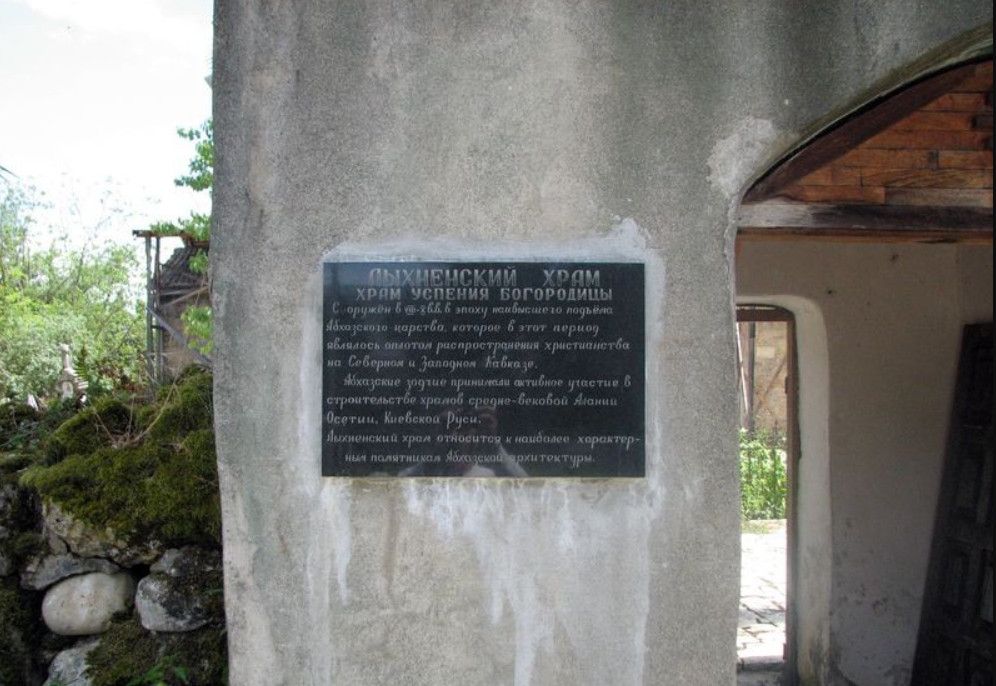 ЛЫХНЕНСКИЙ ХРАМ
ХРАМ УСПЕНИЯ БОГОРОДИЦЫ
Сооружён в VIII-X в.в. в эпоху наивысшего подъёма
Абхазского царства, которое в этот период
являлось оплотом распространения христианства
на Северном и Западном Кавказе.
Абхазские зодчие принимали активное участие в
строительстве храмов средне-вековой Алании
Осетии, Киевской Руси.
Лыхненский храм относится к наиболее характер-
ным памятникам Абхазской архитектуры.